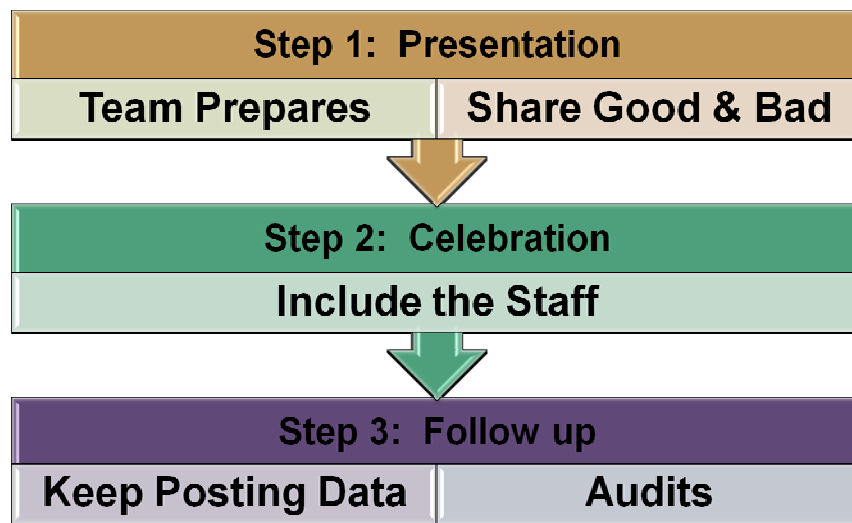 Step 1:  Presentation
Team Prepares
Share Good & Bad
Step 2:  Celebration
Include the Staff
Step 3:  Follow up
Keep Posting Data
Audits